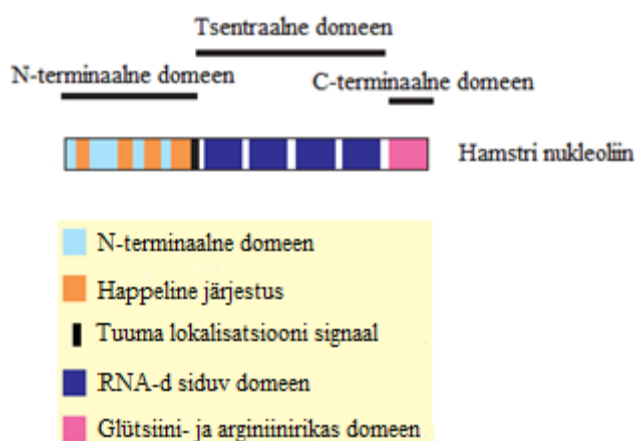 Tsentraalne domeen
N-terminaalne domeen
C-terminaalne domeen
Hamstri nukleoliin
N-terminaalne domeen
Happeline järjestus
Tuuma lokalisatsiooni signaal
RNA-d siduv domeen
Glütsiini- ja arginiinirikas domeen